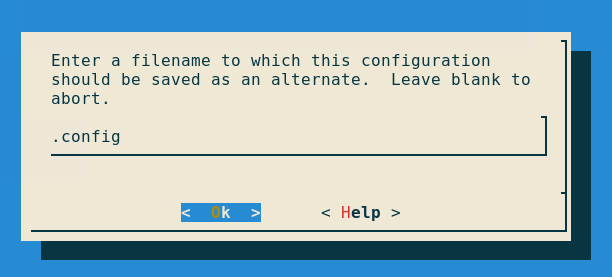 Enter a filename to which this configuration
should be saved as an alternate.  Leave blank to
abort.
.config
<  Ok  >      < Help >